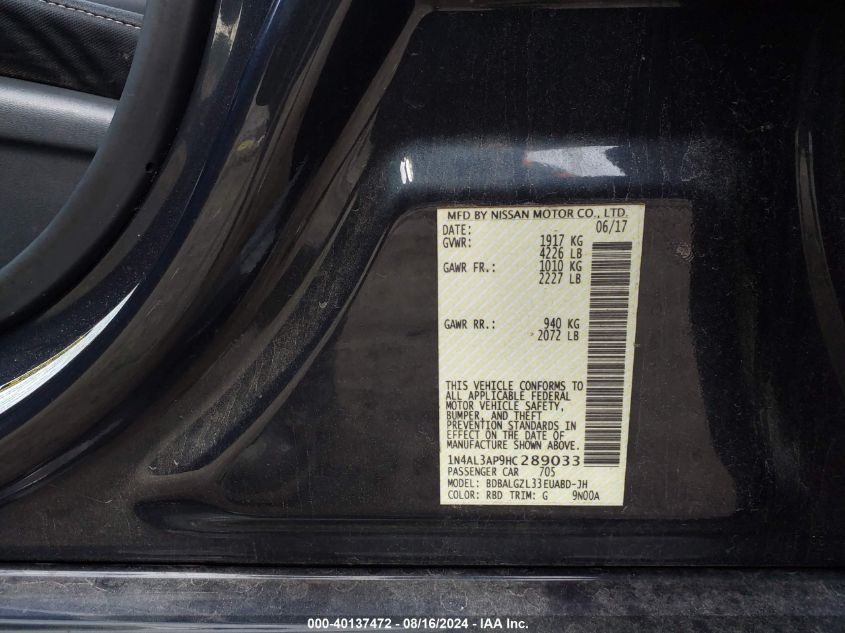 MFD BY NISSAN MOTOR CO., LTD.
DATE: 06/17
GVWR: 1917 KG
4226 LB
GAWR FR.: 1010 KG
2227 LB
GAWR RR.: 940 KG
2072 LB
THIS VEHICLE CONFORMS TO
ALL APPLICABLE FEDERAL
MOTOR VEHICLE SAFETY,
BUMPER, AND THEFT
PREVENTION STANDARDS IN
EFFECT ON THE DATE OF
MANUFACTURE SHOWN ABOVE.
1N4AL3AP9HC289033
PASSENGER CAR 70S
MODEL: BDBALGZL33EUABD-JH
COLOR: RBD TRIM: G 9N00A
000-40137472 - 08/16/2024 - IAA Inc.